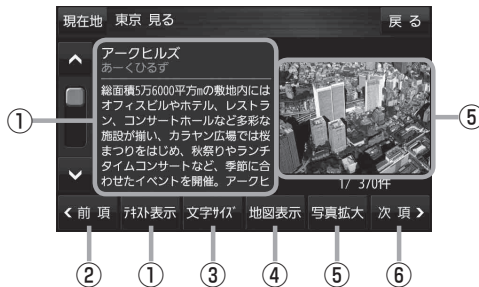 現在地 東京 見る 戻 る
アークヒルズ
あーくひるず
総面積5万6000平方mの敷地内には
オフィスビルやホテル、レストラ
ン、コンサートホールなど多彩な
施設が揃い、カラヤン広場では桜
まつりをはじめ、秋祭りやランチ
タイムコンサートなど、季節に合
わせたイベントを開催。アークヒ
① ⑤
1/ 370件
前 項 ﾃｷｽﾄ表示 文字ｻｲｽﾞ 地図表示 写真拡大 次 項
② ① ③ ④ ⑤ ⑥